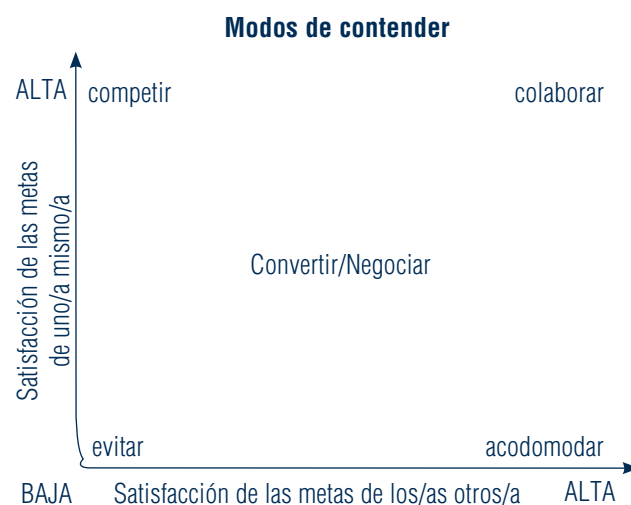 Modos de contender
ALTA
competir
colaborar
Satisfacción de las metas
de uno/a mismo/a
Convertir/Negociar
evitar
acodomodar
BAJA
Satisfacción de las metas de los/as otros/a
ALTA